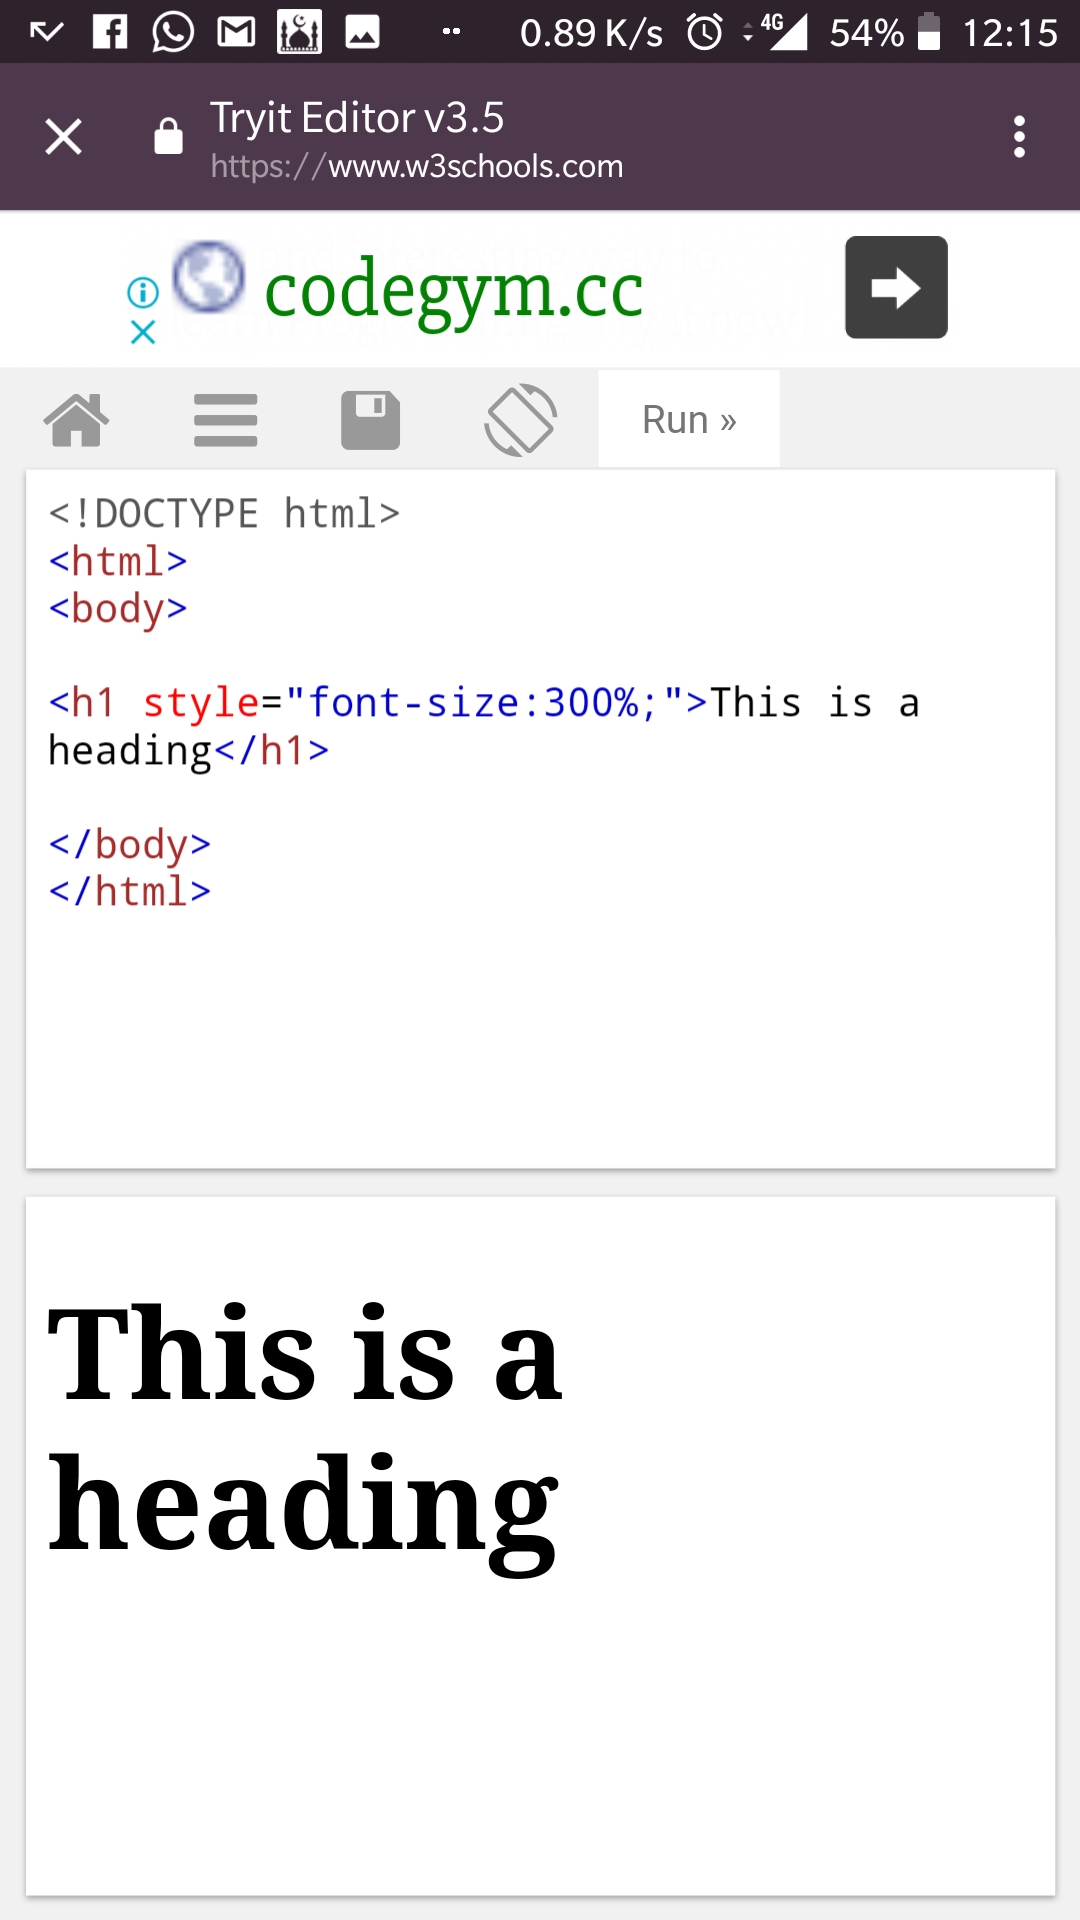 0.89 K/s 4G 54% 12:15
Tryit Editor v3.5
https://www.w3schools.com
codegym.cc
Run »
<!DOCTYPE html>
<html>
<body>
<h1 style="font-size:300%;">This is a
heading</h1>
</body>
</html>
This is a
heading